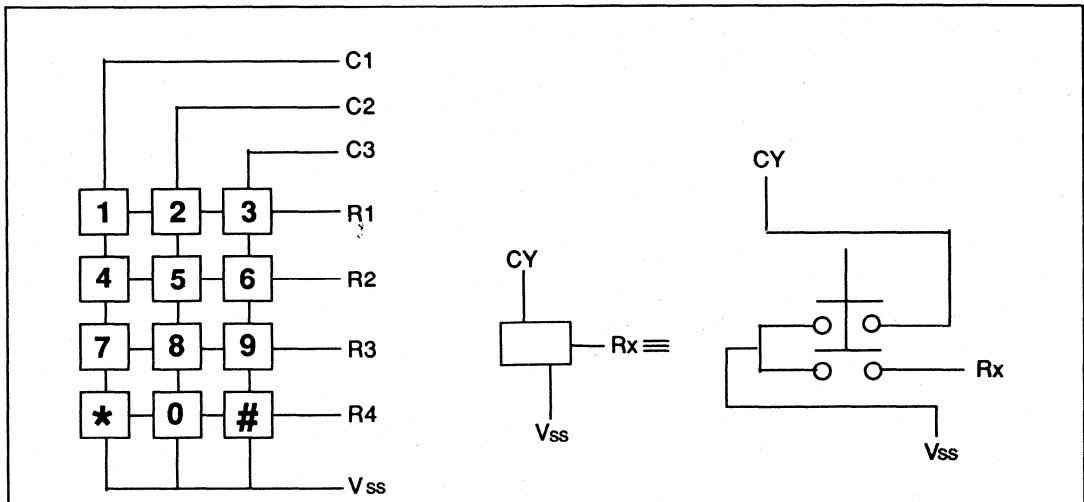 C1
C2
C3
1 2 3 R1
4 5 6 R2
7 8 9 R3
* 0 # R4
Vss
CY
Rx
Vss
CY
Rx
Vss